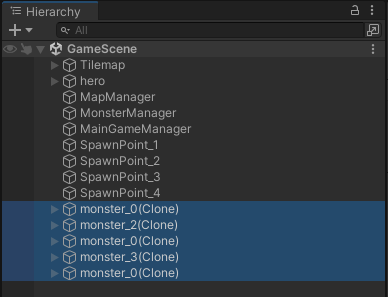 Hierarchy
All
GameScene
Tilemap
hero
MapManager
MonsterManager
MainGameManager
SpawnPoint_1
SpawnPoint_2
SpawnPoint_3
SpawnPoint_4
monster_0(Clone)
monster_2(Clone)
monster_0(Clone)
monster_3(Clone)
monster_0(Clone)